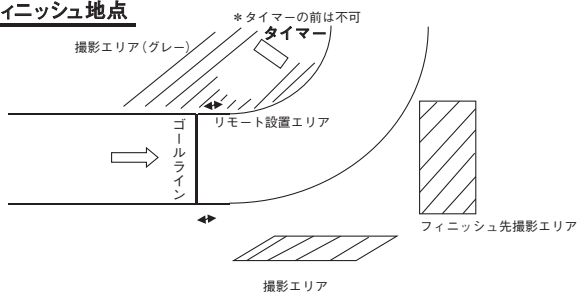 ィニッシュ地点
＊タイマーの前は不可
タイマー
撮影エリア（グレー）
リモート設置エリア
ゴールライン
フィニッシュ先撮影エリア
撮影エリア